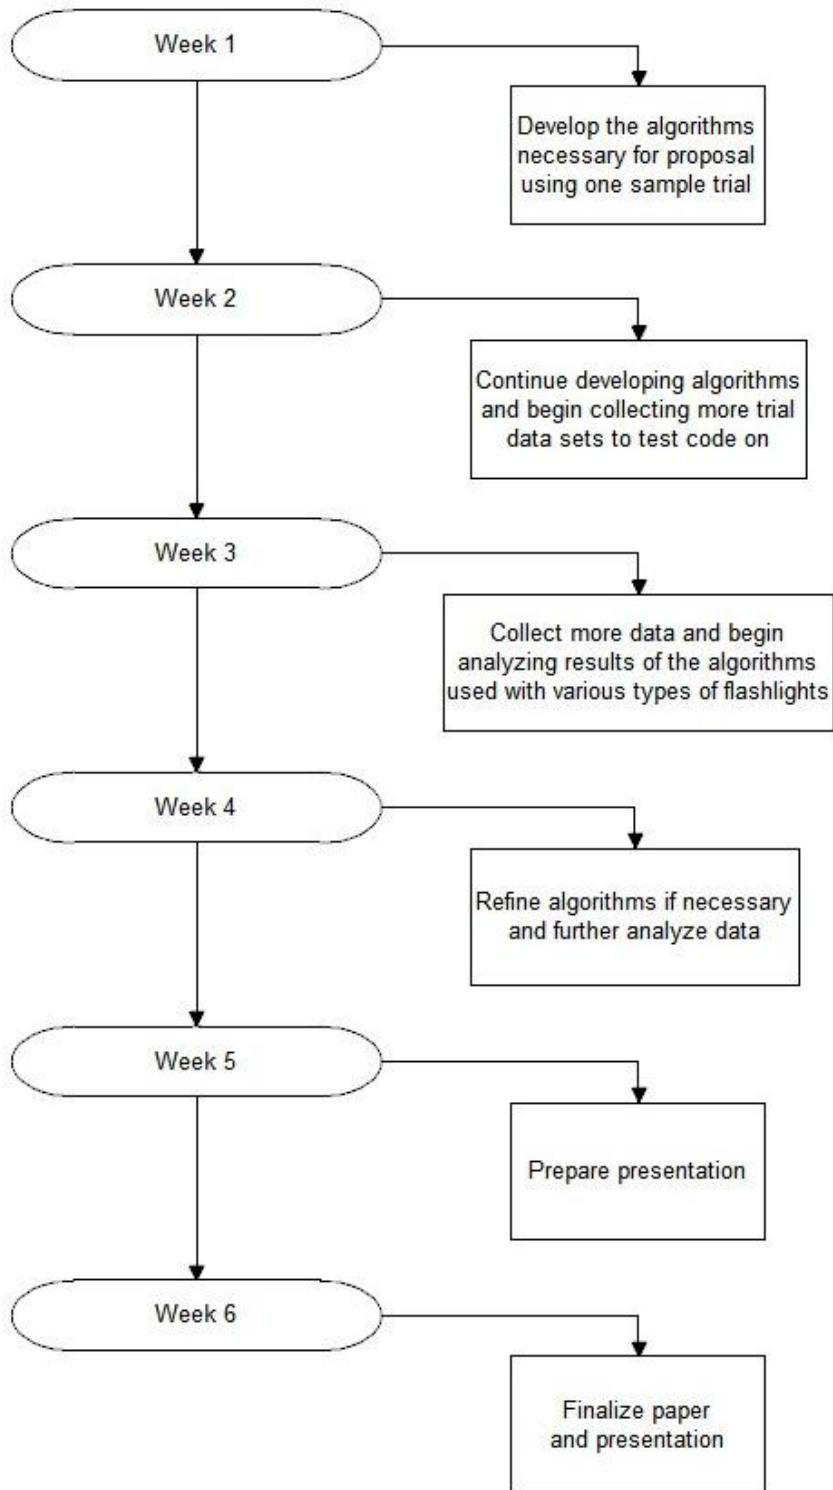 Week 1
Develop the algorithms
necessary for proposal
using one sample trial
Week 2
Continue developing algorithms
and begin collecting more trial
data sets to test code on
Week 3
Collect more data and begin
analyzing results of the algorithms
used with various types of flashlights
Week 4
Refine algorithms if necessary
and further analyze data
Week 5
Prepare presentation
Week 6
Finalize paper
and presentation